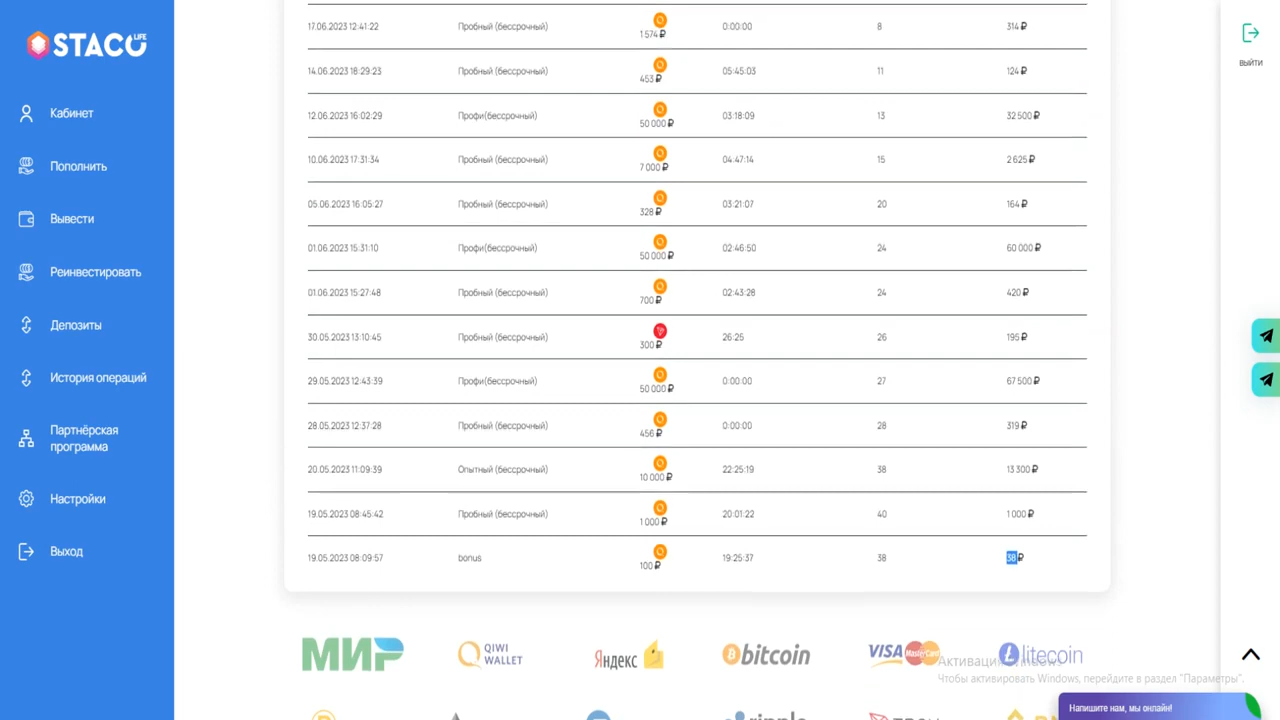 STACO LIFE
Кабинет
Пополнить
Вывести
Реинвестировать
Депозиты
История операций
Партнёрская
программа
Настройки
Выход
17.06.2023 12:41:22 Пробный (бессрочный) 1 574 ₽ 0:00:00 8 314 ₽
14.06.2023 18:29:23 Пробный (бессрочный) 453 ₽ 05:45:03 11 124 ₽
12.06.2023 16:02:29 Профи(бессрочный) 50 000 ₽ 03:18:09 13 32 500 ₽
10.06.2023 17:31:34 Пробный (бессрочный) 7 000 ₽ 04:47:14 15 2 625 ₽
05.06.2023 16:05:27 Пробный (бессрочный) 328 ₽ 03:21:07 20 164 ₽
01.06.2023 15:31:10 Профи(бессрочный) 50 000 ₽ 02:46:50 24 60 000 ₽
01.06.2023 15:27:48 Пробный (бессрочный) 700 ₽ 02:43:28 24 420 ₽
30.05.2023 13:10:45 Пробный (бессрочный) 300 ₽ 26:25 26 195 ₽
29.05.2023 12:43:39 Профи(бессрочный) 50 000 ₽ 0:00:00 27 67 500 ₽
28.05.2023 12:37:28 Пробный (бессрочный) 456 ₽ 0:00:00 28 319 ₽
20.05.2023 11:09:39 Опытный (бессрочный) 10 000 ₽ 22:25:19 38 13 300 ₽
19.05.2023 08:45:42 Пробный (бессрочный) 1 000 ₽ 20:01:22 40 1 000 ₽
19.05.2023 08:09:57 bonus 100 ₽ 19:25:37 38 38 ₽
МИР QIWI WALLET Яндекс bitcoin VISA MasterCard litecoin
ripple
выйти
Активация Windows
Чтобы активировать Windows, перейдите в раздел "Параметры".
Напишите нам, мы онлайн!